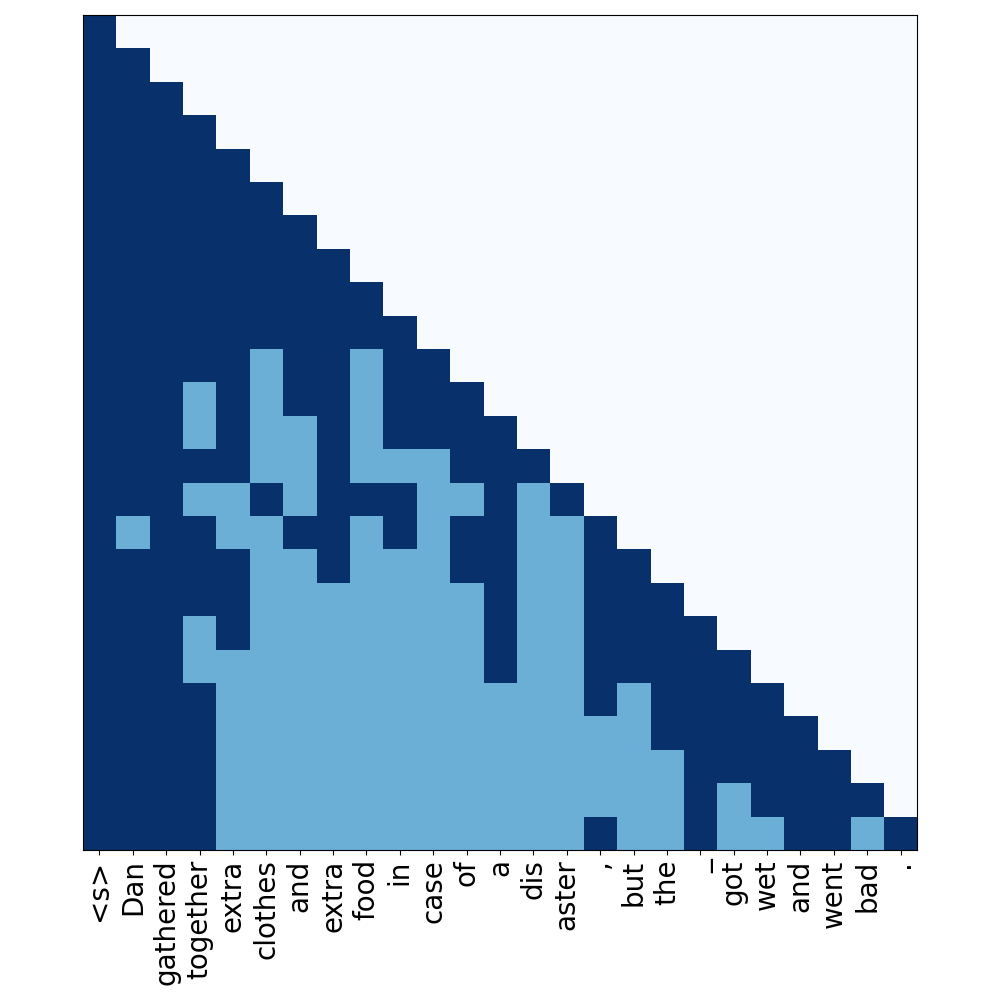 <s> Dan gathered together extra clothes and extra food in case of a dis aster , but the _ got wet and went bad .